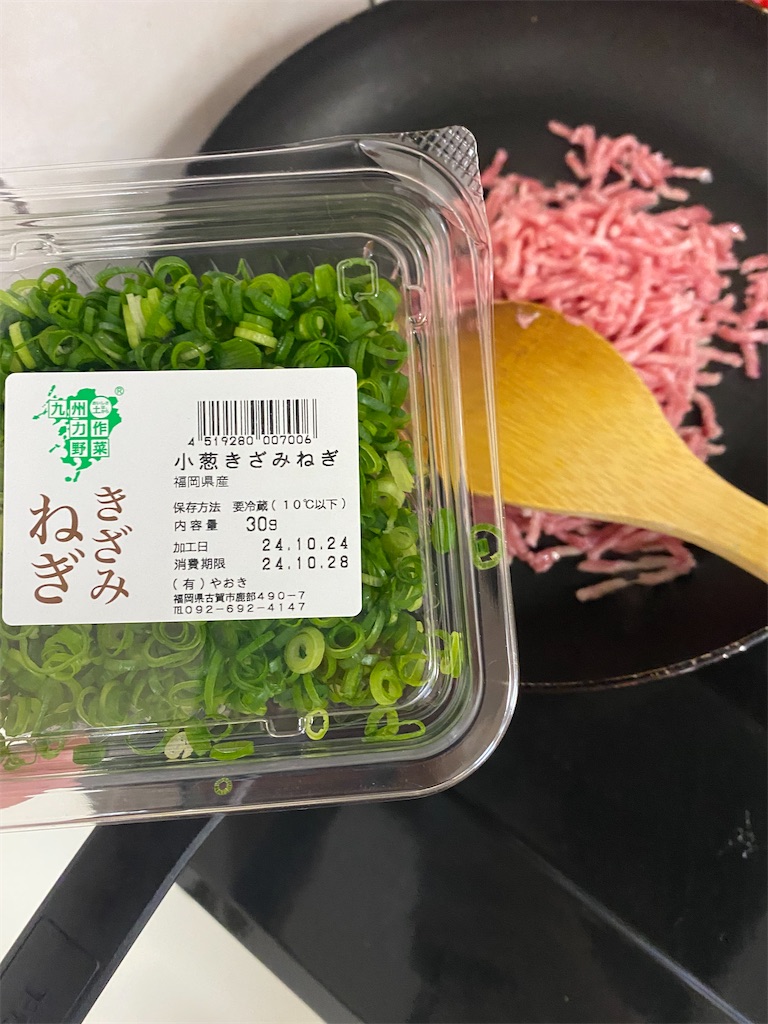 九州
力作
野菜
®
きざみ
ねぎ
4 519280 007006
小葱きざみねぎ
福岡県産
保存方法 要冷蔵(10℃以下)
内容量 30g
加工日 24.10.24
消費期限 24.10.28
(有)やおき
福岡県古賀市鹿部490-7
℡092-692-4147